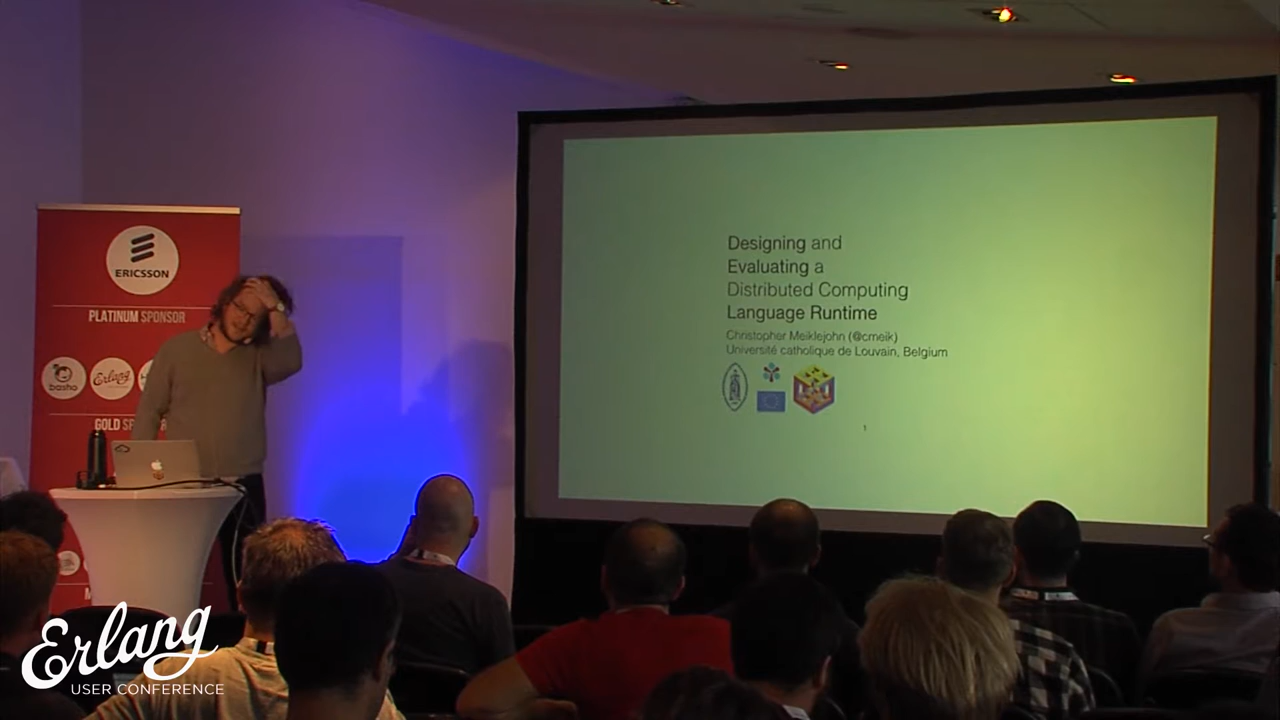 ERICSSON
PLATINUM SPONSOR
basho
Erlang
GOLD
Designing and
Evaluating a
Distributed Computing
Language Runtime
Christopher Meiklejohn (@cmeik)
Université catholique de Louvain, Belgium
1
Erlang
USER CONFERENCE